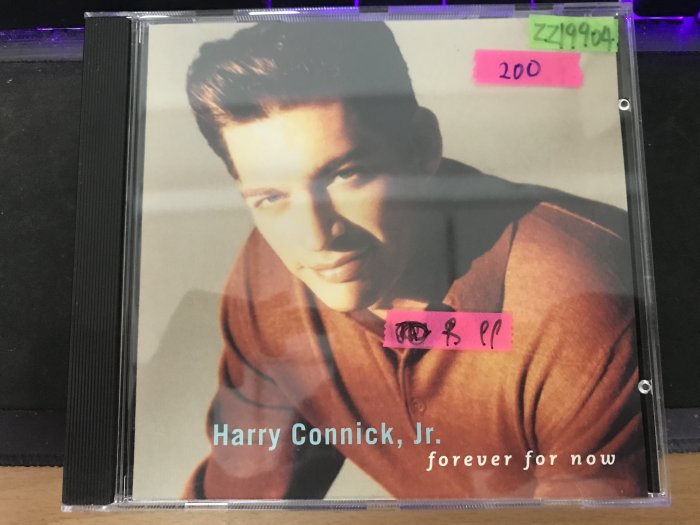 ZZ19904
200
Harry Connick, Jr.
forever for now